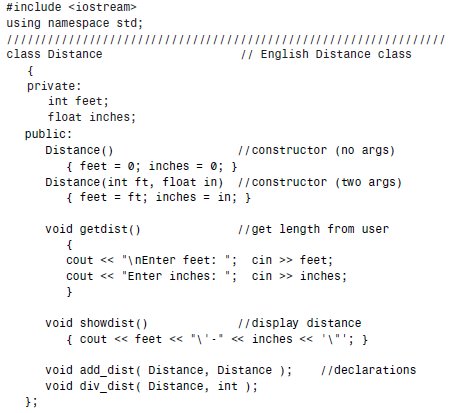 #include <iostream>
using namespace std;
////////////////////////////////////////////////////////////////
class Distance                    // English Distance class
   {
   private:
      int feet;
      float inches;
   public:
      Distance()                  //constructor (no args)
         { feet = 0; inches = 0; }
      Distance(int ft, float in)  //constructor (two args)
         { feet = ft; inches = in; }
      void getdist()              //get length from user
         {
         cout << "\nEnter feet: ";  cin >> feet;
         cout << "Enter inches: ";  cin >> inches;
         }
      void showdist()             //display distance
         { cout << feet << "\'-" << inches << '\"'; }
      void add_dist( Distance, Distance );    //declarations
      void div_dist( Distance, int );
   };